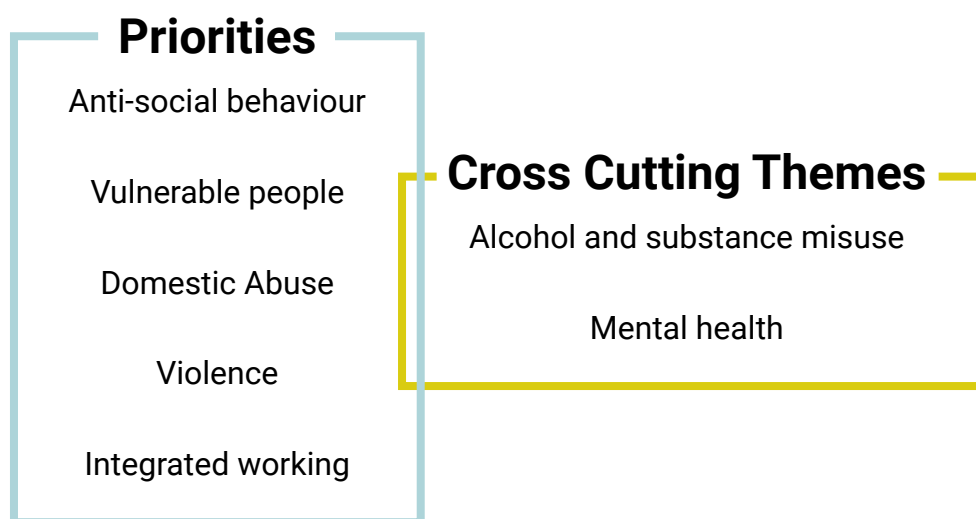 Priorities
Anti-social behaviour
Vulnerable people
Domestic Abuse
Violence
Integrated working
Cross Cutting Themes
Alcohol and substance misuse
Mental health